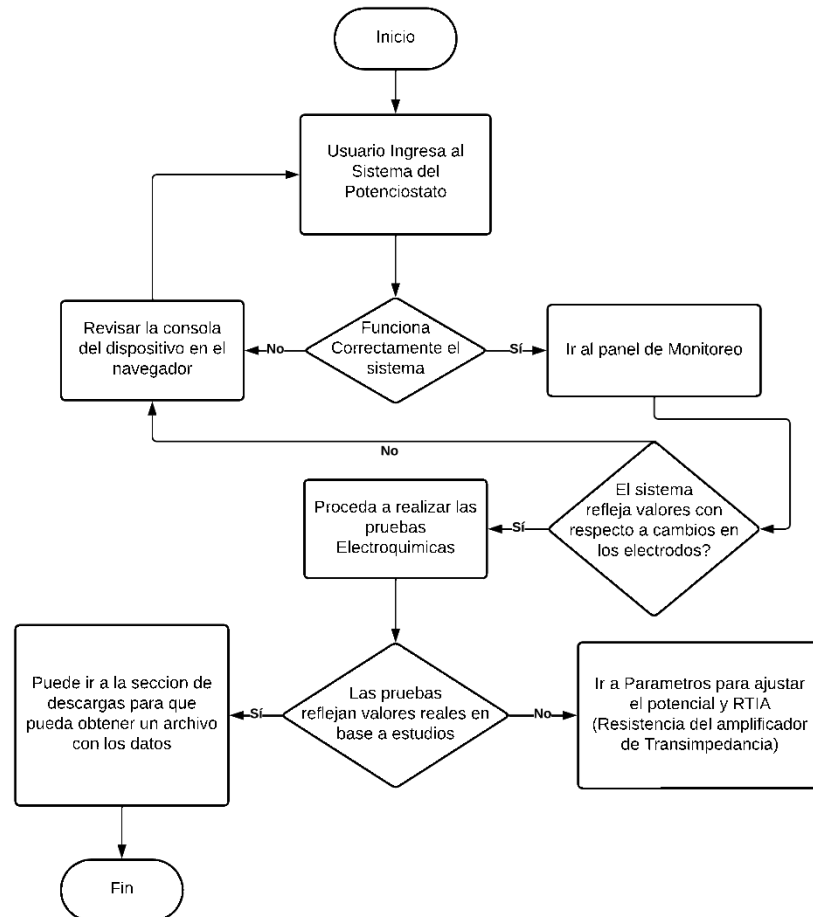 Inicio
Usuario Ingresa al
Sistema del
Potenciostato
Revisar la consola
del dispositivo en el
navegador
No
Funciona
Correctamente el
sistema
Sí
Ir al panel de Monitoreo
No
El sistema
refleja valores con
respecto a cambios en
los electrodos?
Sí
Proceda a realizar las
pruebas
Electroquimicas
Puede ir a la seccion de
descargas para que
pueda obtener un archivo
con los datos
Sí
Las pruebas
reflejan valores reales en
base a estudios
No
Ir a Parametros para ajustar
el potencial y RTIA
(Resistencia del amplificador
de Transimpedancia)
Fin